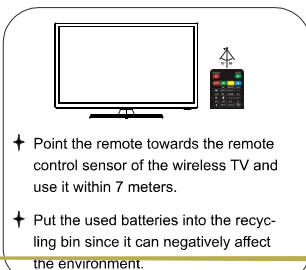 Point the remote towards the remote
control sensor of the wireless TV and
use it within 7 meters.
Put the used batteries into the recyc-
ling bin since it can negatively affect
the environment.